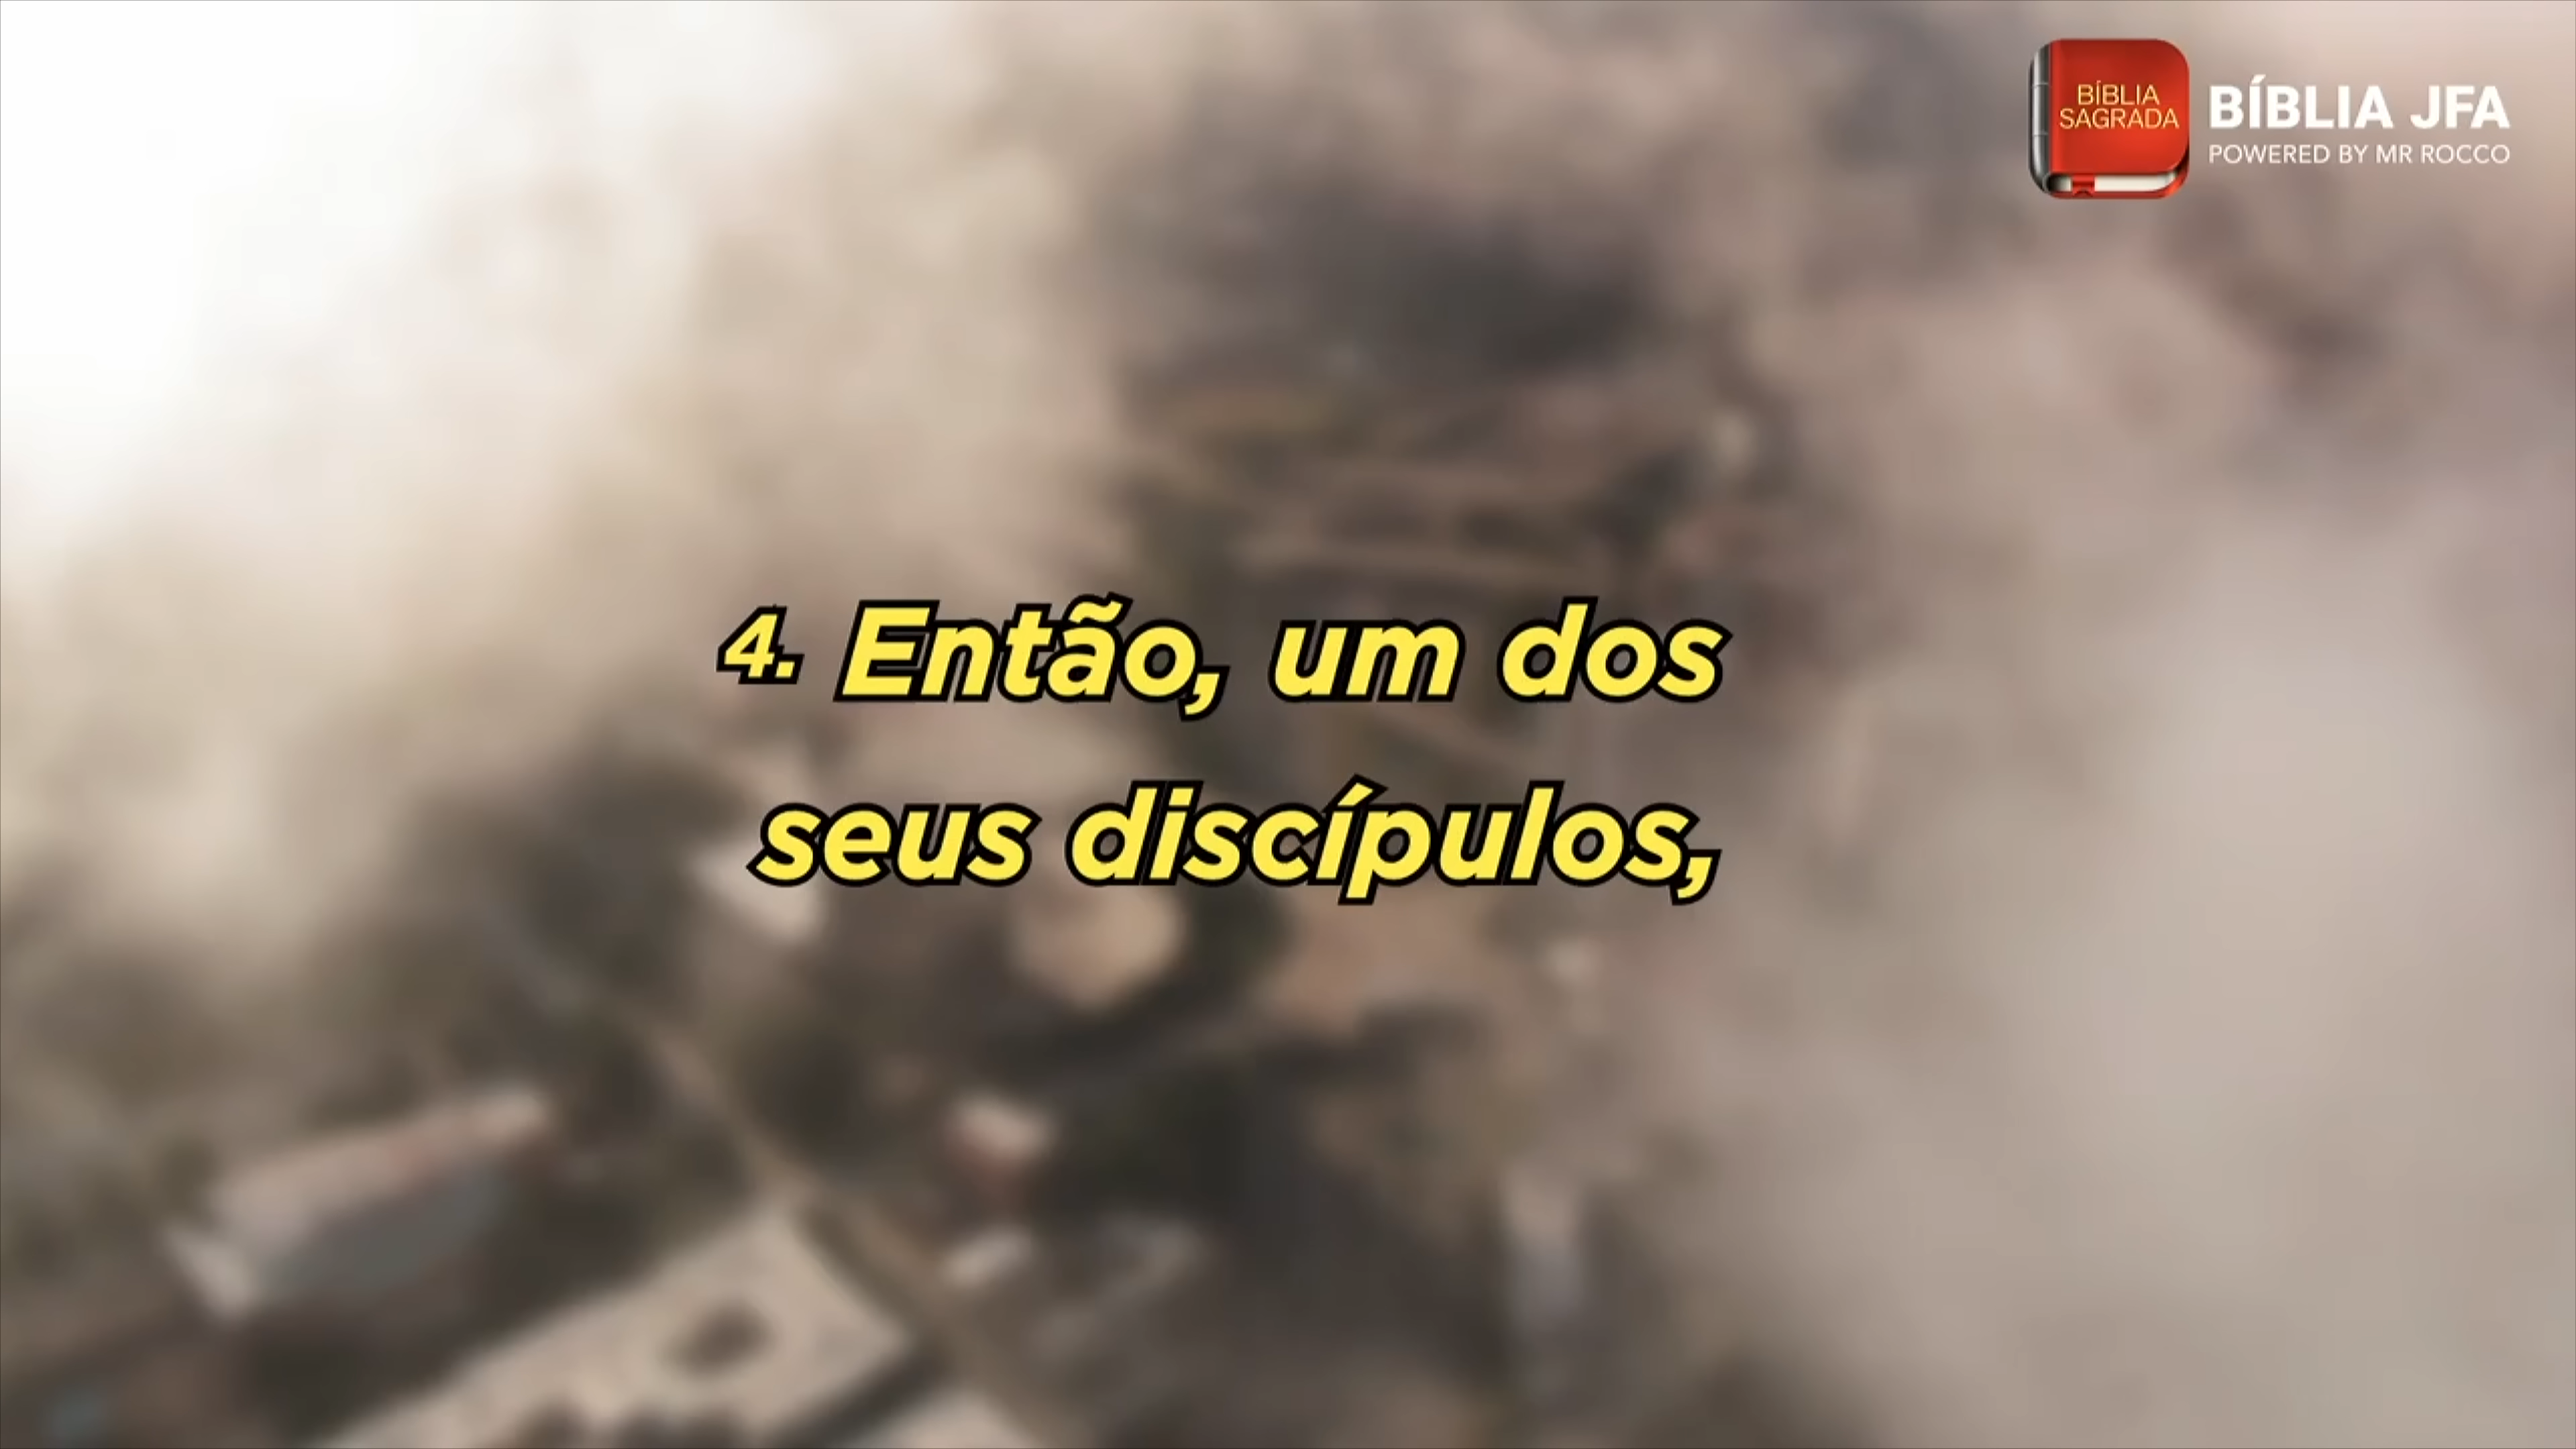 BÍBLIA
SAGRADA
BÍBLIA JFA
POWERED BY MR ROCCO
4. Então, um dos
seus discípulos,